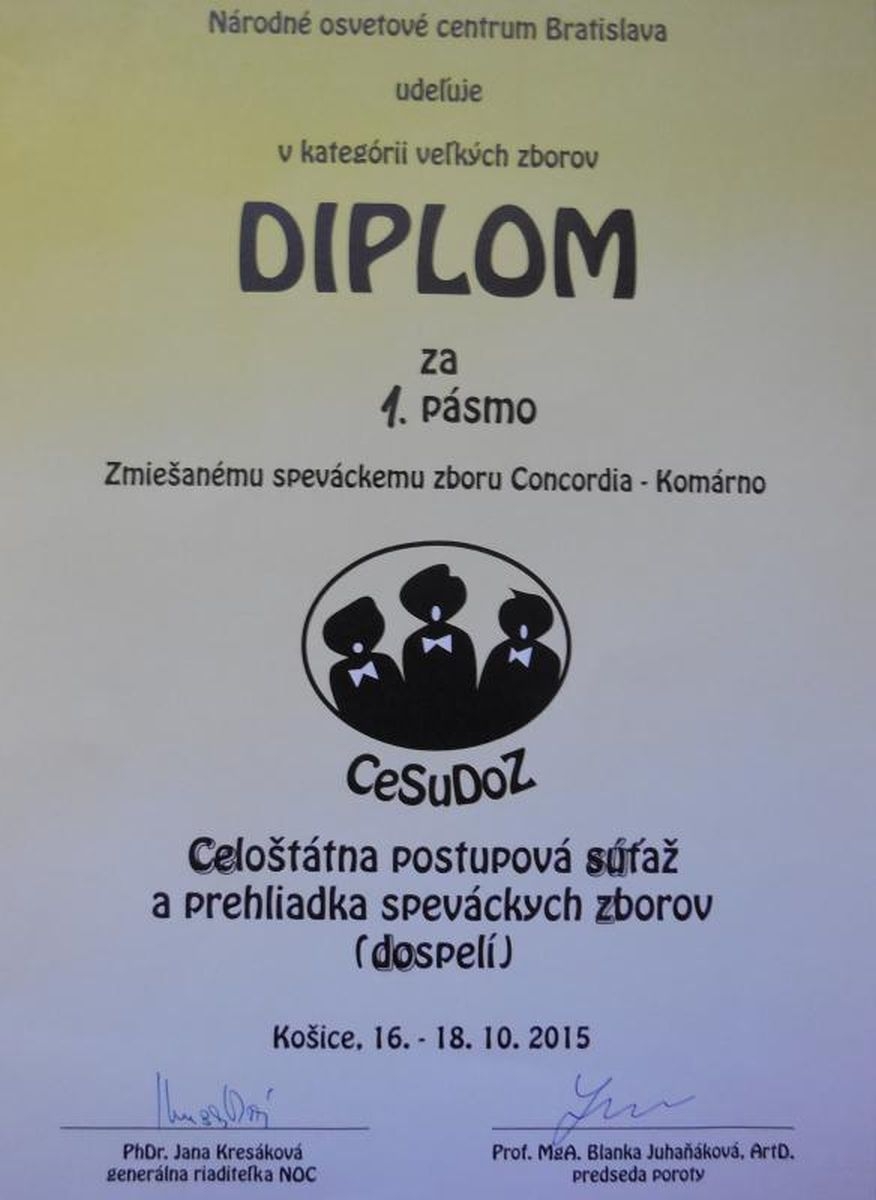 Národné osvetové centrum Bratislava
udeľuje
v kategórii veľkých zborov
DIPLOM
za
1. pásmo
Zmiešanému speváckemu zboru Concordia - Komárno
CeSuDoZ
Celoštátna postupová súťaž
a prehliadka speváckych zborov
(dospelí)
Košice, 16. - 18. 10. 2015
PhDr. Jana Kresáková
generálna riaditeľka NOC
Prof. MgA. Blanka Juhaňáková, ArtD.
predseda poroty